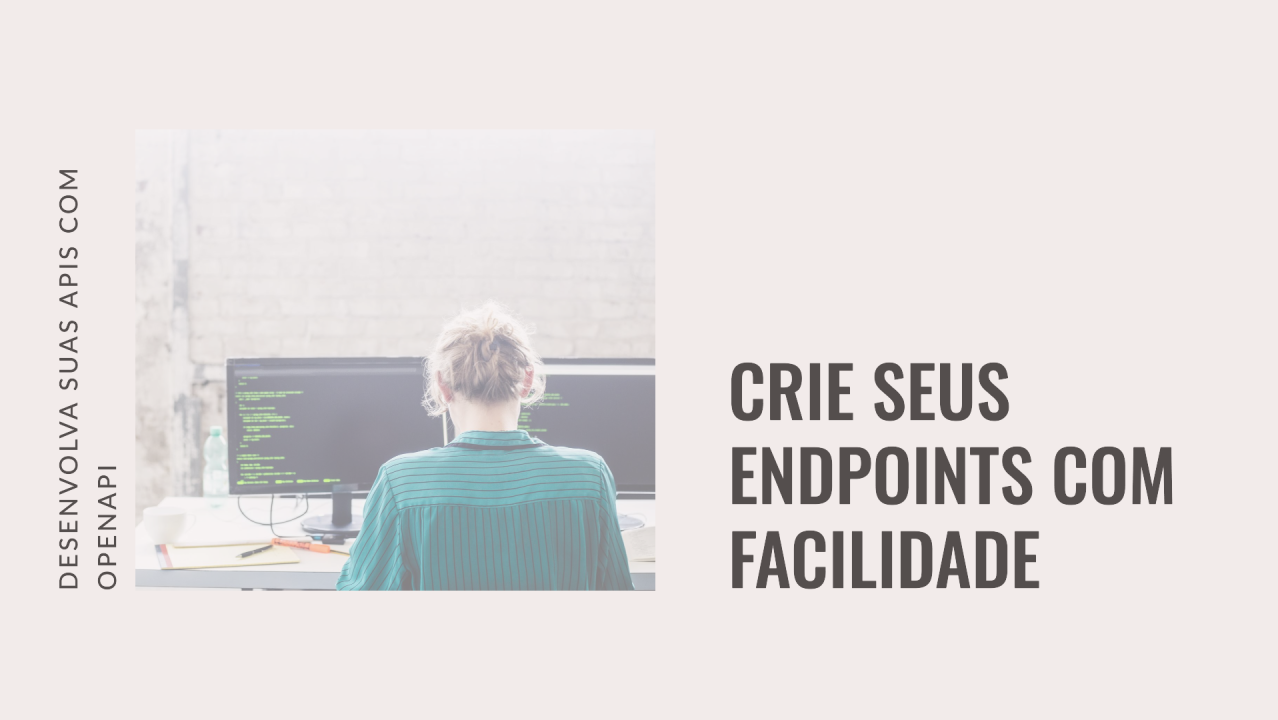 DESENVOLVA SUAS APIS COM
OPENAPI
CRIE SEUS
ENDPOINTS COM
FACILIDADE